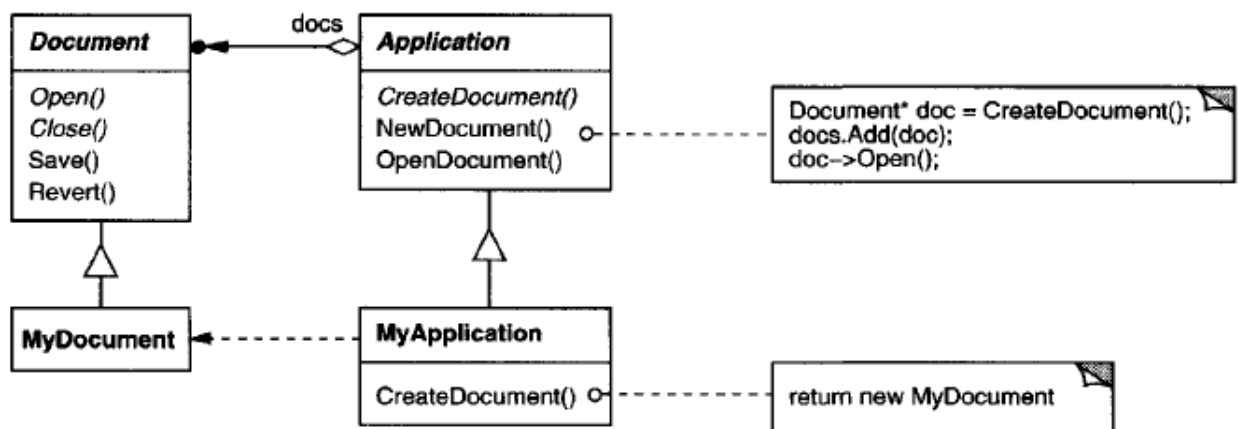 docs
Document
Open()
Close()
Save()
Revert()
Application
CreateDocument()
NewDocument()
OpenDocument()
Document* doc = CreateDocument();
docs.Add(doc);
doc->Open();
MyDocument
MyApplication
CreateDocument()
return new MyDocument